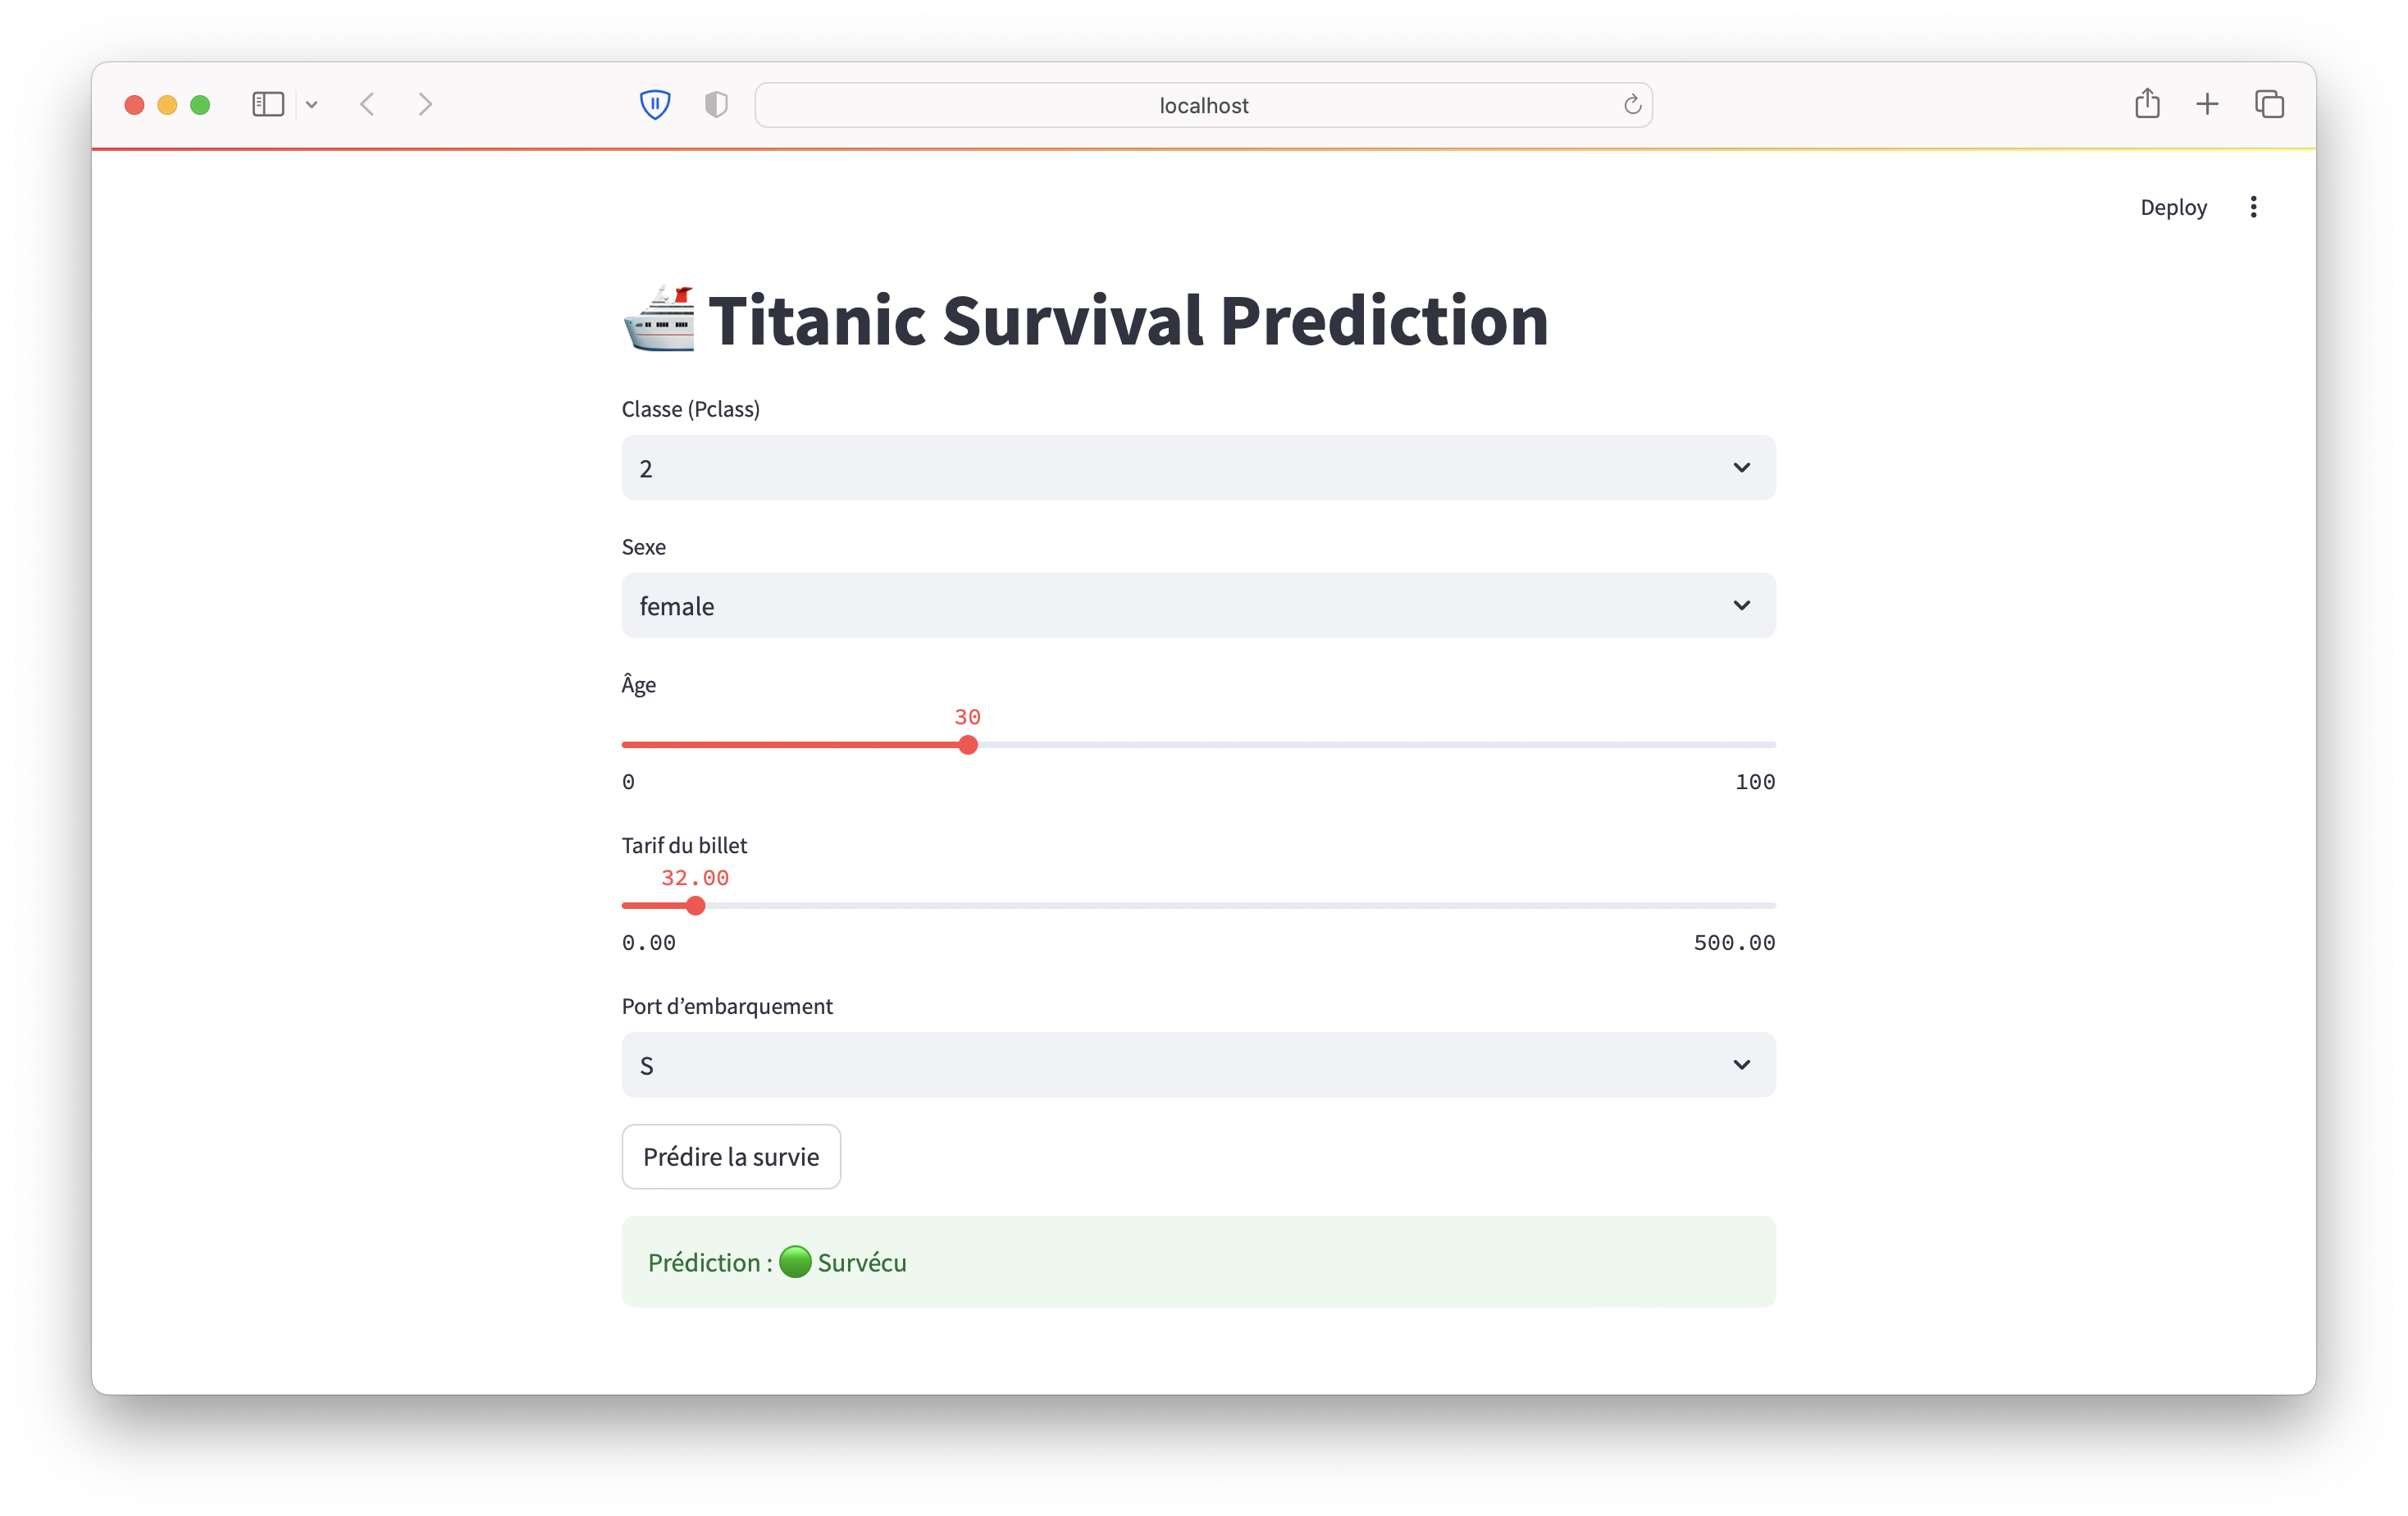 localhost
Deploy
Titanic Survival Prediction
Classe (Pclass)
2
Sexe
female
Âge
30
0
100
Tarif du billet
32.00
0.00
500.00
Port d’embarquement
S
Prédire la survie
Prédiction : Survécu